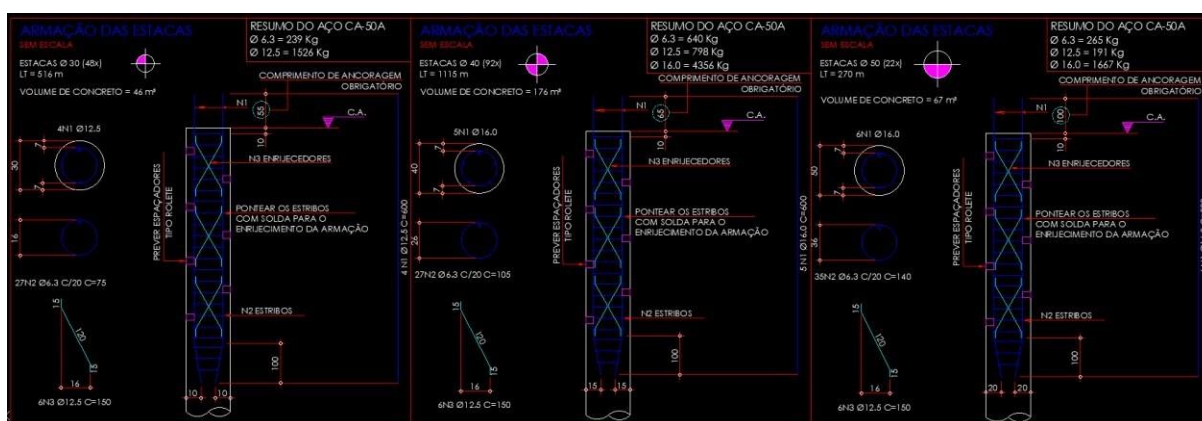 ARMAÇÃO DAS ESTACAS
SEM ESCALA
ESTACAS Ø 30 (48x)
LT = 516 m
VOLUME DE CONCRETO = 46 m³
RESUMO DO AÇO CA-50A
Ø 6.3 = 239 Kg
Ø 12.5 = 1526 Kg
COMPRIMENTO DE ANCORAGEM
OBRIGATÓRIO
N1
55
C.A.
10
4N1 Ø12.5
7
30
7
N3 ENRIJECEDORES
PREVER ESPAÇADORES
TIPO ROLETE
PONTEAR OS ESTRIBOS
COM SOLDA PARA O
ENRIJECIMENTO DA ARMAÇÃO
16
27N2 Ø6.3 C/20 C=75
4 N1 Ø12.5 C=600
15
120
15
16
N2 ESTRIBOS
100
10
10
6N3 Ø12.5 C=150
ARMAÇÃO DAS ESTACAS
SEM ESCALA
ESTACAS Ø 40 (92x)
LT = 1115 m
VOLUME DE CONCRETO = 176 m³
RESUMO DO AÇO CA-50A
Ø 6.3 = 640 Kg
Ø 12.5 = 798 Kg
Ø 16.0 = 4356 Kg
COMPRIMENTO DE ANCORAGEM
OBRIGATÓRIO
N1
65
C.A.
10
5N1 Ø16.0
7
40
7
N3 ENRIJECEDORES
PREVER ESPAÇADORES
TIPO ROLETE
PONTEAR OS ESTRIBOS
COM SOLDA PARA O
ENRIJECIMENTO DA ARMAÇÃO
26
27N2 Ø6.3 C/20 C=105
5 N1 Ø16.0 C=600
15
120
15
16
N2 ESTRIBOS
100
15
15
6N3 Ø12.5 C=150
ARMAÇÃO DAS ESTACAS
SEM ESCALA
ESTACAS Ø 50 (22x)
LT = 270 m
VOLUME DE CONCRETO = 67 m³
RESUMO DO AÇO CA-50A
Ø 6.3 = 265 Kg
Ø 12.5 = 191 Kg
Ø 16.0 = 1667 Kg
COMPRIMENTO DE ANCORAGEM
OBRIGATÓRIO
N1
100
C.A.
10
6N1 Ø16.0
7
50
7
N3 ENRIJECEDORES
PREVER ESPAÇADORES
TIPO ROLETE
PONTEAR OS ESTRIBOS
COM SOLDA PARA O
ENRIJECIMENTO DA ARMAÇÃO
36
35N2 Ø6.3 C/20 C=140
15
120
15
16
N2 ESTRIBOS
100
20
20
6N3 Ø12.5 C=150